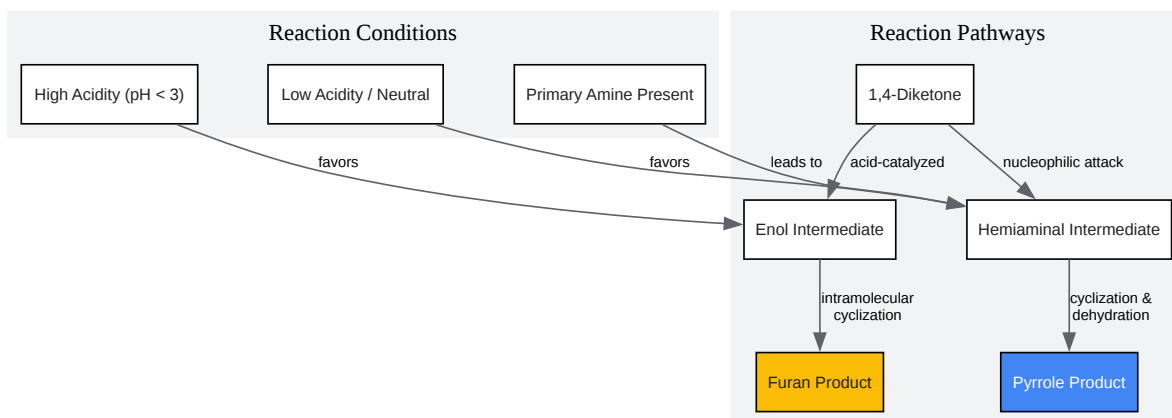 Reaction Conditions
Reaction Pathways
High Acidity (pH < 3)
Low Acidity / Neutral
Primary Amine Present
1,4-Diketone
favors
favors
leads to
acid-catalyzed
nucleophilic attack
Enol Intermediate
Hemiaminal Intermediate
intramolecular
cyclization
cyclization &
dehydration
Furan Product
Pyrrole Product